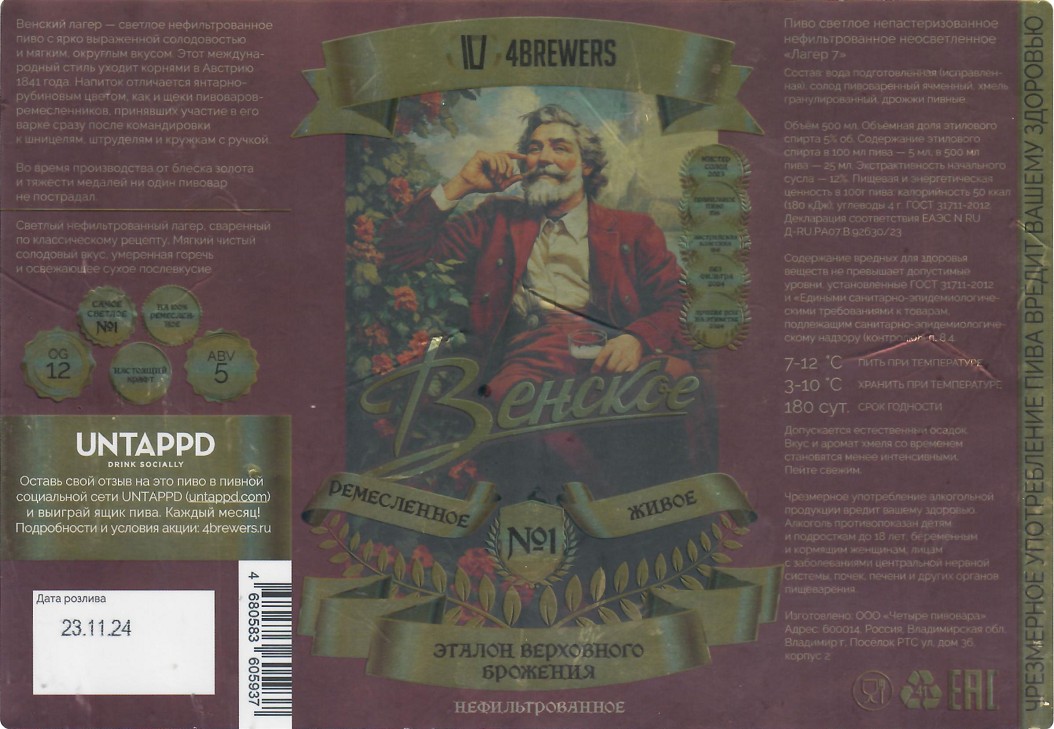 Венский лагер — светлое нефильтрованное
пиво с ярко выраженной солодовостью
и мягким, округлым вкусом. Этот междуна-
родный стиль уходит корнями в Австрию
1841 года. Напиток отличается янтарно-
рубиновым цветом, как и щеки пивоваров-
ремесленников, принявших участие в его
варке сразу после командировки
к шницелям, штруделям и кружкам с ручкой.
Во время производства от блеска золота
и тяжести медалей ни один пивовар
не пострадал.
Светлый нефильтрованный лагер, сваренный
по классическому рецепту. Мягкий чистый
солодовый вкус, умеренная горечь
и освежающее сухое послевкусие
САМОЕ
СВЕТЛОЕ
№1
НА 100%
РЕМЕСЛЕН
НОЕ
OG
12
НАСТОЯЩИЙ
КРАФТ
ABV
5
UNTAPPD
DRINK SOCIALLY
Оставь свой отзыв на это пиво в пивной
социальной сети UNTAPPD (untappd.com)
и выиграй ящик пива. Каждый месяц!
Подробности и условия акции: 4brewers.ru
Дата розлива
23.11.24
4 680583 605937
4BREWERS
Венское
РЕМЕСЛЕННОЕ
№1
ЖИВОЕ
ЭТАЛОН ВЕРХОВНОГО
БРОЖЕНИЯ
НЕФИЛЬТРОВАННОЕ
Пиво светлое непастеризованное
нефильтрованное неосветленное
«Лагер 7»
Состав: вода подготовленная (исправлен-
ная), солод пивоваренный ячменный, хмель
гранулированный, дрожжи пивные.
Объём 500 мл. Объемная доля этилового
спирта 5% об. Содержание этилового
спирта в 100 мл пива — 5 мл, в 500 мл
пива — 25 мл. Экстрактивность начального
сусла — 12%. Пищевая и энергетическая
ценность в 100г пива: калорийность 50 ккал
(180 кДж), углеводы 4 г. ГОСТ 31711-2012.
Декларация соответствия ЕАЭС N RU
Д-RU.РА07.В.92630/23
Содержание вредных для здоровья
веществ не превышает допустимые
уровни, установленные ГОСТ 31711-2012
и «Едиными санитарно-эпидемиологиче-
скими требованиями к товарам,
подлежащим санитарно-эпидемиологиче-
скому надзору (контролю)», п. 8.4
7-12 °C ПИТЬ ПРИ ТЕМПЕРАТУРЕ
3-10 °C ХРАНИТЬ ПРИ ТЕМПЕРАТУРЕ
180 сут. СРОК ГОДНОСТИ
Допускается естественный осадок.
Вкус и аромат хмеля со временем
становятся менее интенсивными.
Пейте свежим.
Чрезмерное употребление алкогольной
продукции вредит вашему здоровью.
Алкоголь противопоказан детям
и подросткам до 18 лет, беременным
и кормящим женщинам, лицам
с заболеваниями центральной нервной
системы, почек, печени и других органов
пищеварения.
Изготовлено: ООО «Четыре пивовара»
Адрес: 600014, Россия, Владимирская обл.
Владимир г, Поселок РТС ул, дом 36,
корпус 2
EAC
ЧРЕЗМЕРНОЕ УПОТРЕБЛЕНИЕ ПИВА ВРЕДИТ ВАШЕМУ ЗДОРОВЬЮ